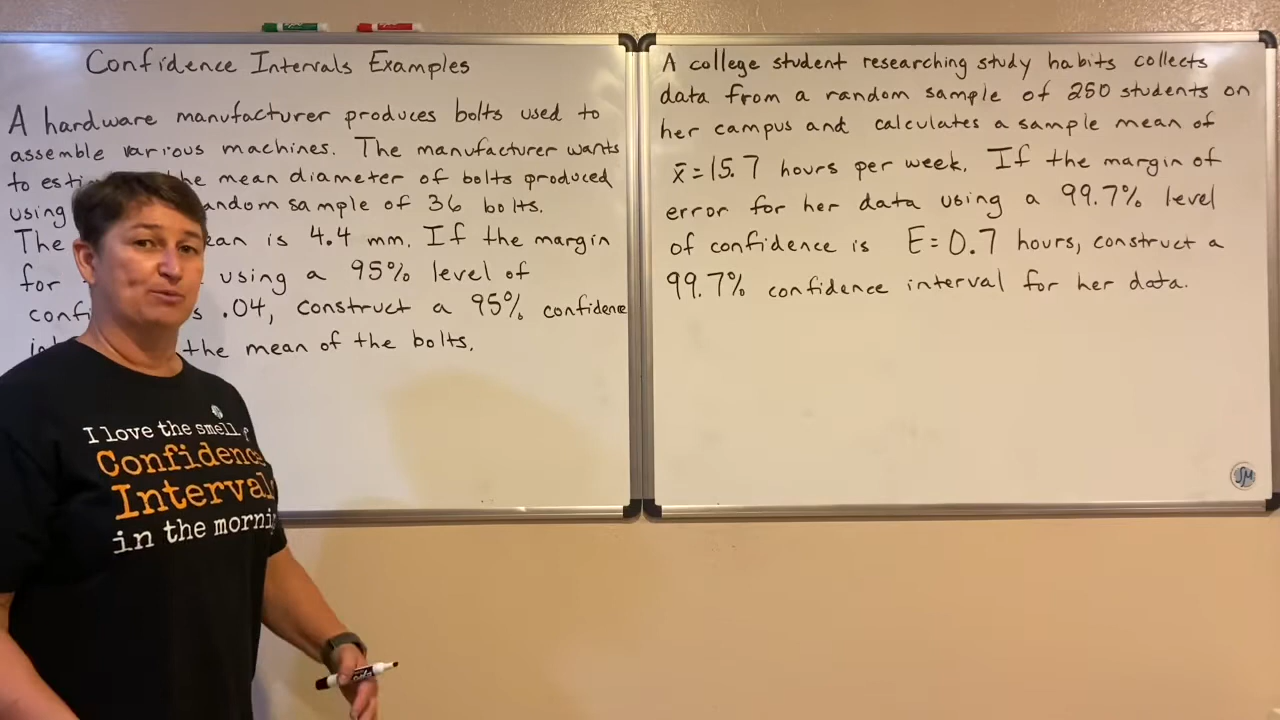 Confidence Intervals Examples
A hardware manufacturer produces bolts used to
assemble various machines. The manufacturer wants
to the mean diameter of bolts produced
using sample of 36 bolts.
The is 4.4 mm. If the margin
for using a 95% level of
.04, construct a 95% confidence
the mean of the bolts.
A college student researching study habits collects
data from a random sample of 250 students on
her campus and calculates a sample mean of
x̄ = 15.7 hours per week. If the margin of
error for her data using a 99.7% level
of confidence is E = 0.7 hours, construct a
99.7% confidence interval for her data.
I love the smell
Confidence
Interval
in the morni
SM